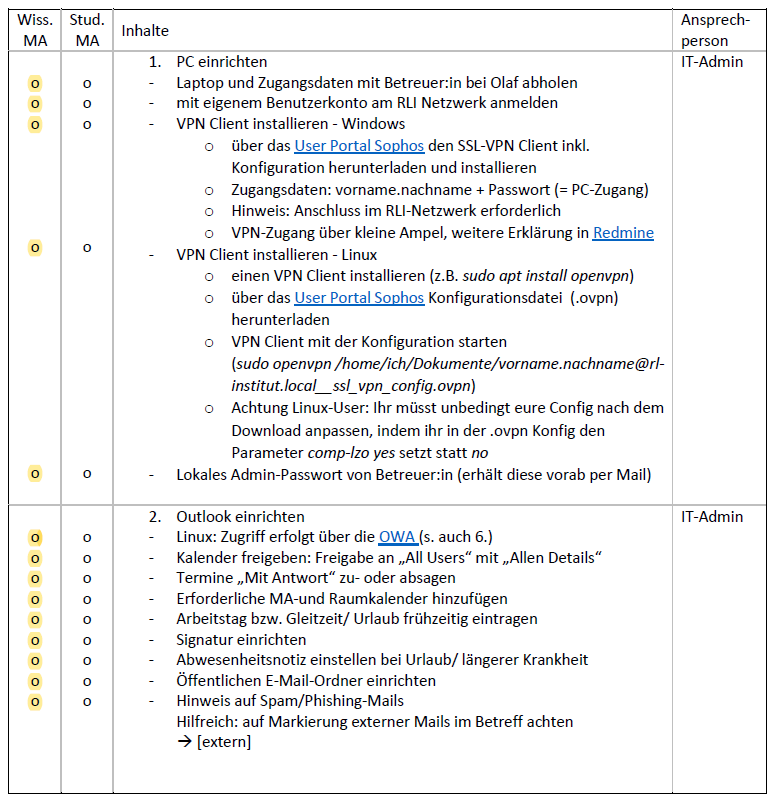 Wiss. MA Stud. MA Inhalte Ansprech-person
1. PC einrichten IT-Admin
o o - Laptop und Zugangsdaten mit Betreuer:in bei Olaf abholen
o o - mit eigenem Benutzerkonto am RLI Netzwerk anmelden
o o - VPN Client installieren - Windows
o über das User Portal Sophos den SSL-VPN Client inkl.
Konfiguration herunterladen und installieren
o Zugangsdaten: vorname.nachname + Passwort (= PC-Zugang)
o Hinweis: Anschluss im RLI-Netzwerk erforderlich
o VPN-Zugang über kleine Ampel, weitere Erklärung in Redmine
o o - VPN Client installieren - Linux
o einen VPN Client installieren (z.B. sudo apt install openvpn)
o über das User Portal Sophos Konfigurationsdatei (.ovpn)
herunterladen
o VPN Client mit der Konfiguration starten
(sudo openvpn /home/ich/Dokumente/vorname.nachname@rl-
institut.local__ssl_vpn_config.ovpn)
o Achtung Linux-User: Ihr müsst unbedingt eure Config nach dem
Download anpassen, indem ihr in der .ovpn Konfig den
Parameter comp-lzo yes setzt statt no
o o - Lokales Admin-Passwort von Betreuer:in (erhält diese vorab per Mail)
2. Outlook einrichten IT-Admin
o o - Linux: Zugriff erfolgt über die OWA (s. auch 6.)
o o - Kalender freigeben: Freigabe an „All Users“ mit „Allen Details“
o o - Termine „Mit Antwort“ zu- oder absagen
o o - Erforderliche MA-und Raumkalender hinzufügen
o o - Arbeitstag bzw. Gleitzeit/ Urlaub frühzeitig eintragen
o o - Signatur einrichten
o o - Abwesenheitsnotiz einstellen bei Urlaub/ längerer Krankheit
o o - Öffentlichen E-Mail-Ordner einrichten
o o - Hinweis auf Spam/Phishing-Mails
Hilfreich: auf Markierung externer Mails im Betreff achten
→ [extern]